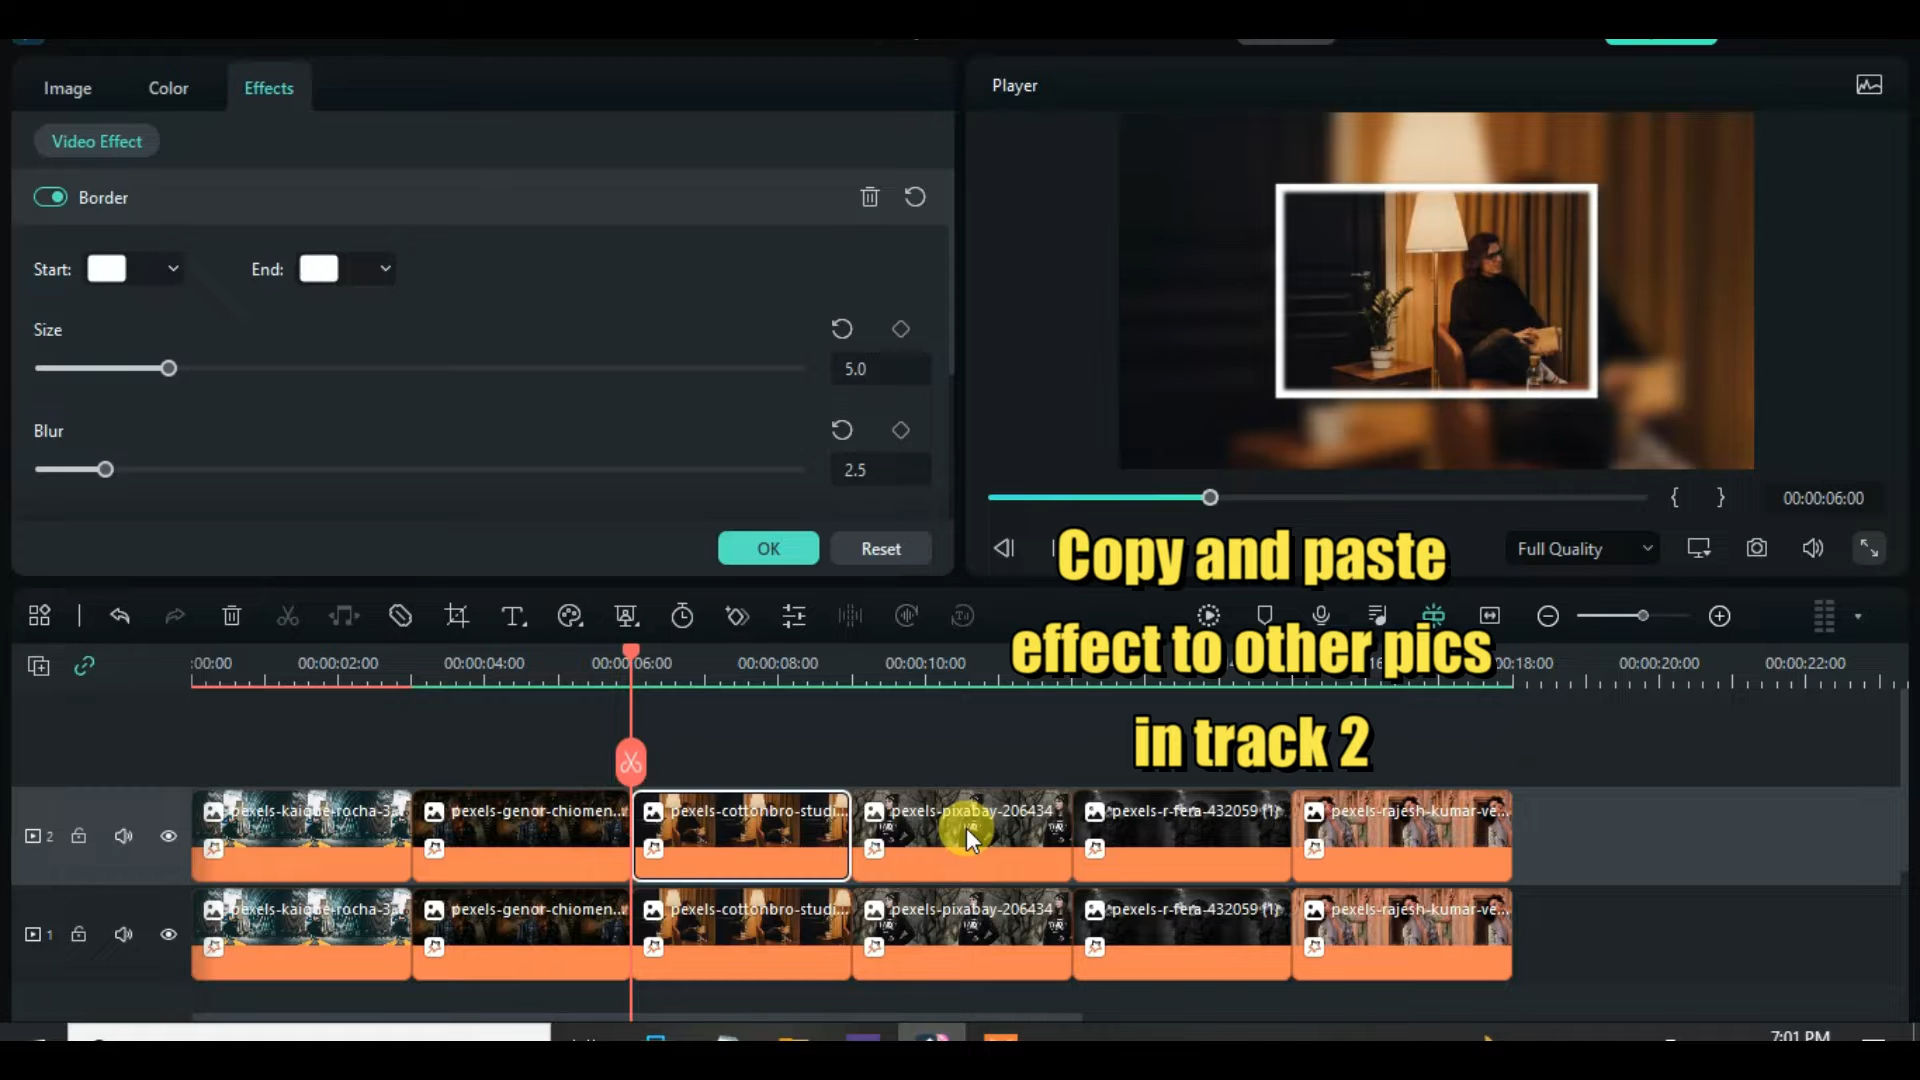 Image
Color
Effects
Player
Video Effect
Border
Start:
End:
Size
5.0
Blur
2.5
OK
Reset
00:00:06:00
Full Quality
Copy and paste
effect to other pics
in track 2
:00:00
00:00:02:00
00:00:04:00
00:00:06:00
00:00:08:00
00:00:10:00
00:18:00
00:00:20:00
00:00:22:00
pexels-kaique-rocha-3
pexels-genor-chiomen...
pexels-cottonbro-studi...
pexels-pixabay-206434
pexels-r-fera-432059 (1)
pexels-rajesh-kumar-ve...
2
pexels-kaique-rocha-3
pexels-genor-chiomen...
pexels-cottonbro-studi...
pexels-pixabay-206434
pexels-r-fera-432059 (1)
pexels-rajesh-kumar-ve...
1
7:01 PM